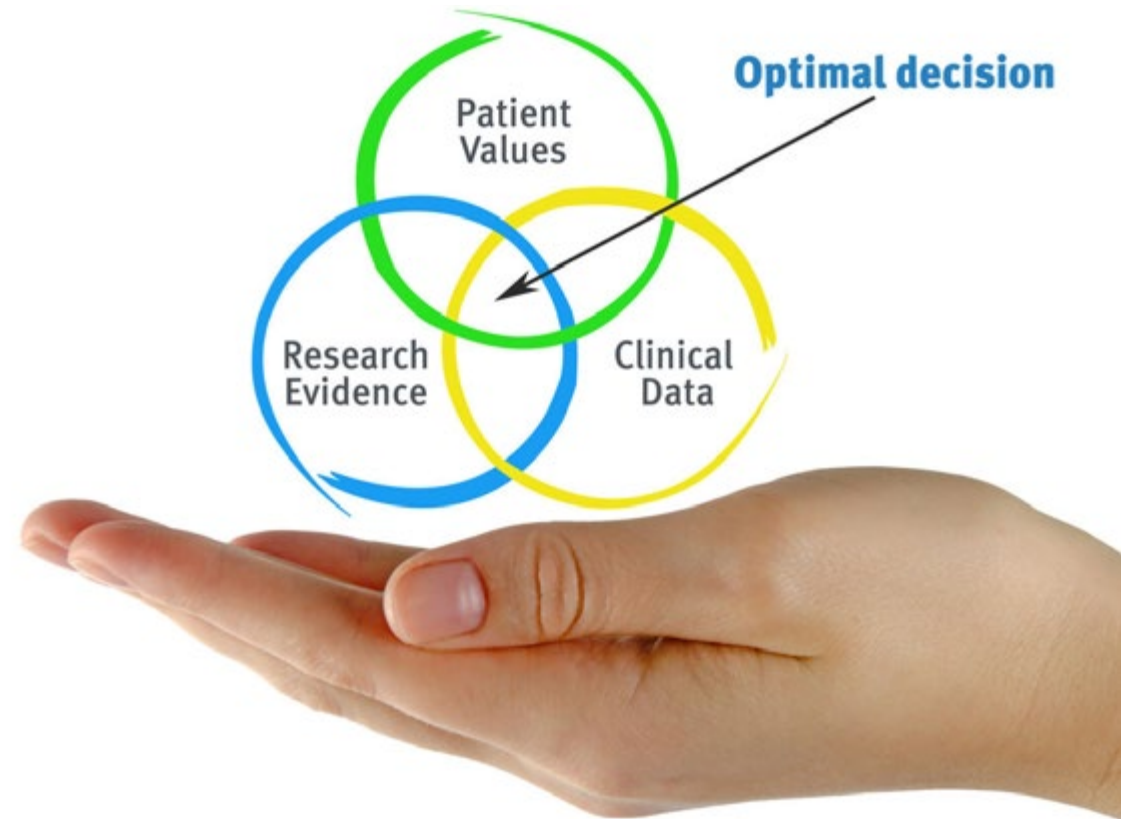 Optimal decision
Patient
Values
Research
Evidence
Clinical
Data